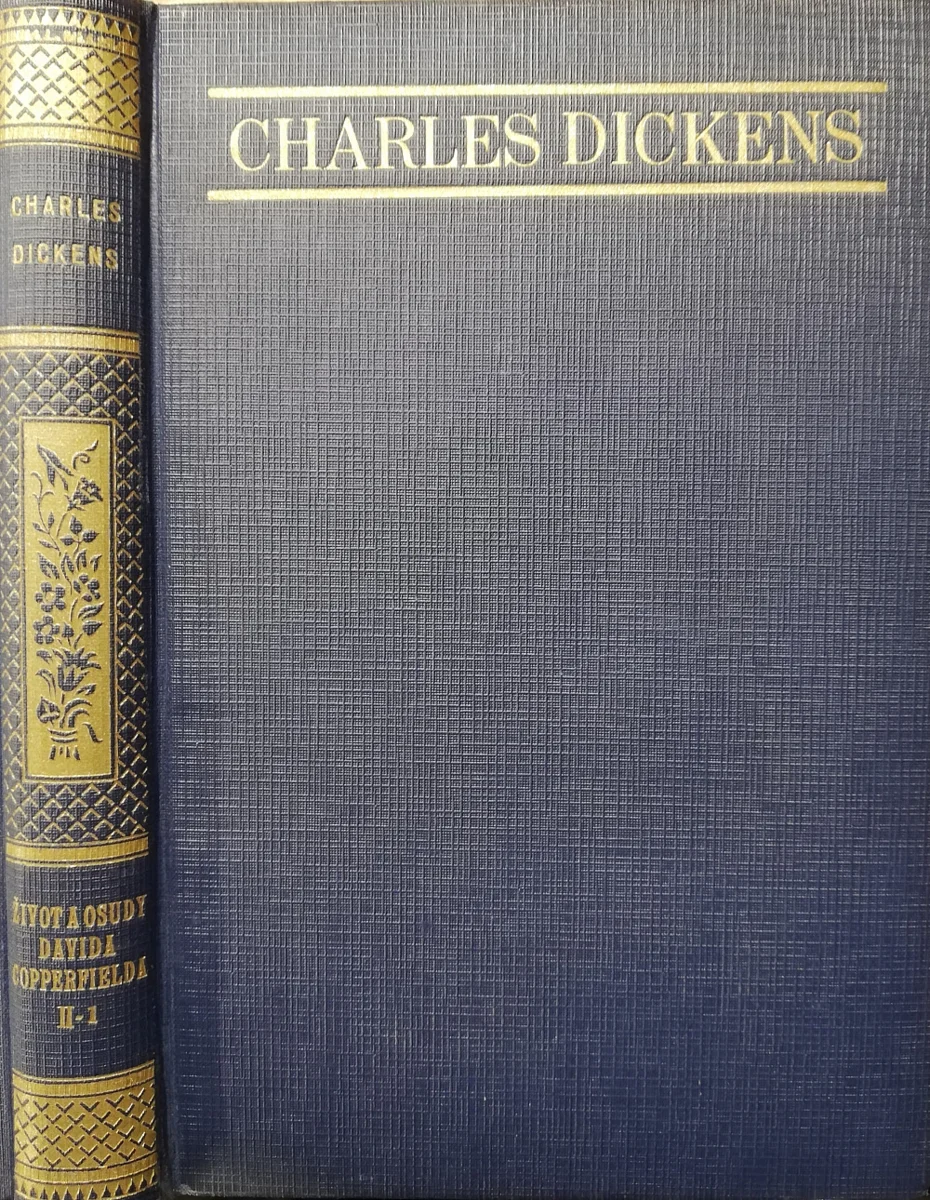 CHARLES
DICKENS
ŽIVOT A OSUDY
DAVIDA
COPPERFIELDA
II-1
CHARLES DICKENS